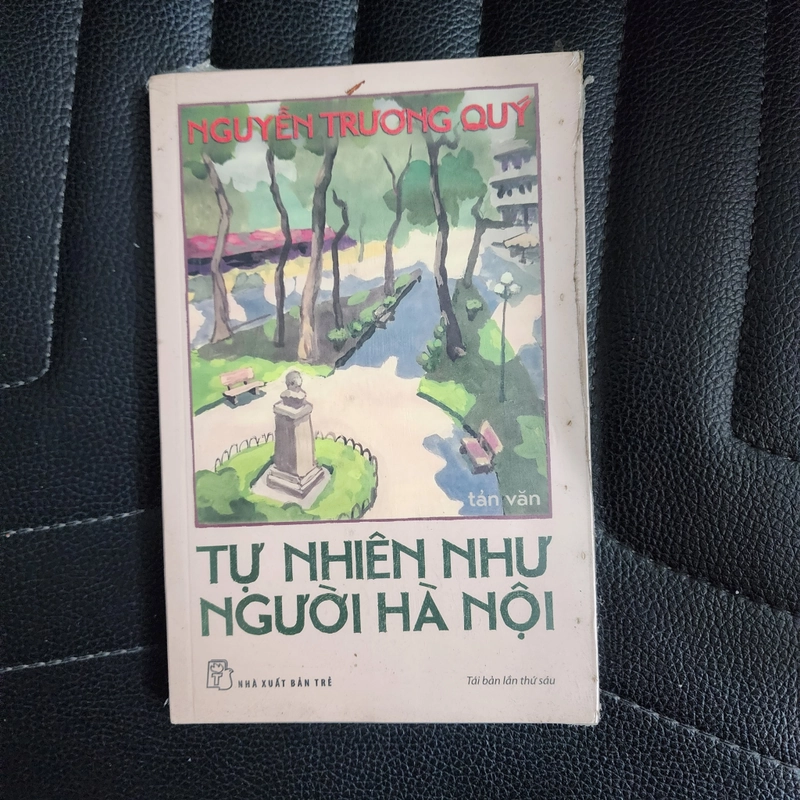 NGUYỄN TRƯƠNG QUÝ
tản văn
TỰ NHIÊN NHƯ
NGƯỜI HÀ NỘI
NHÀ XUẤT BẢN TRẺ
Tái bản lần thứ sáu